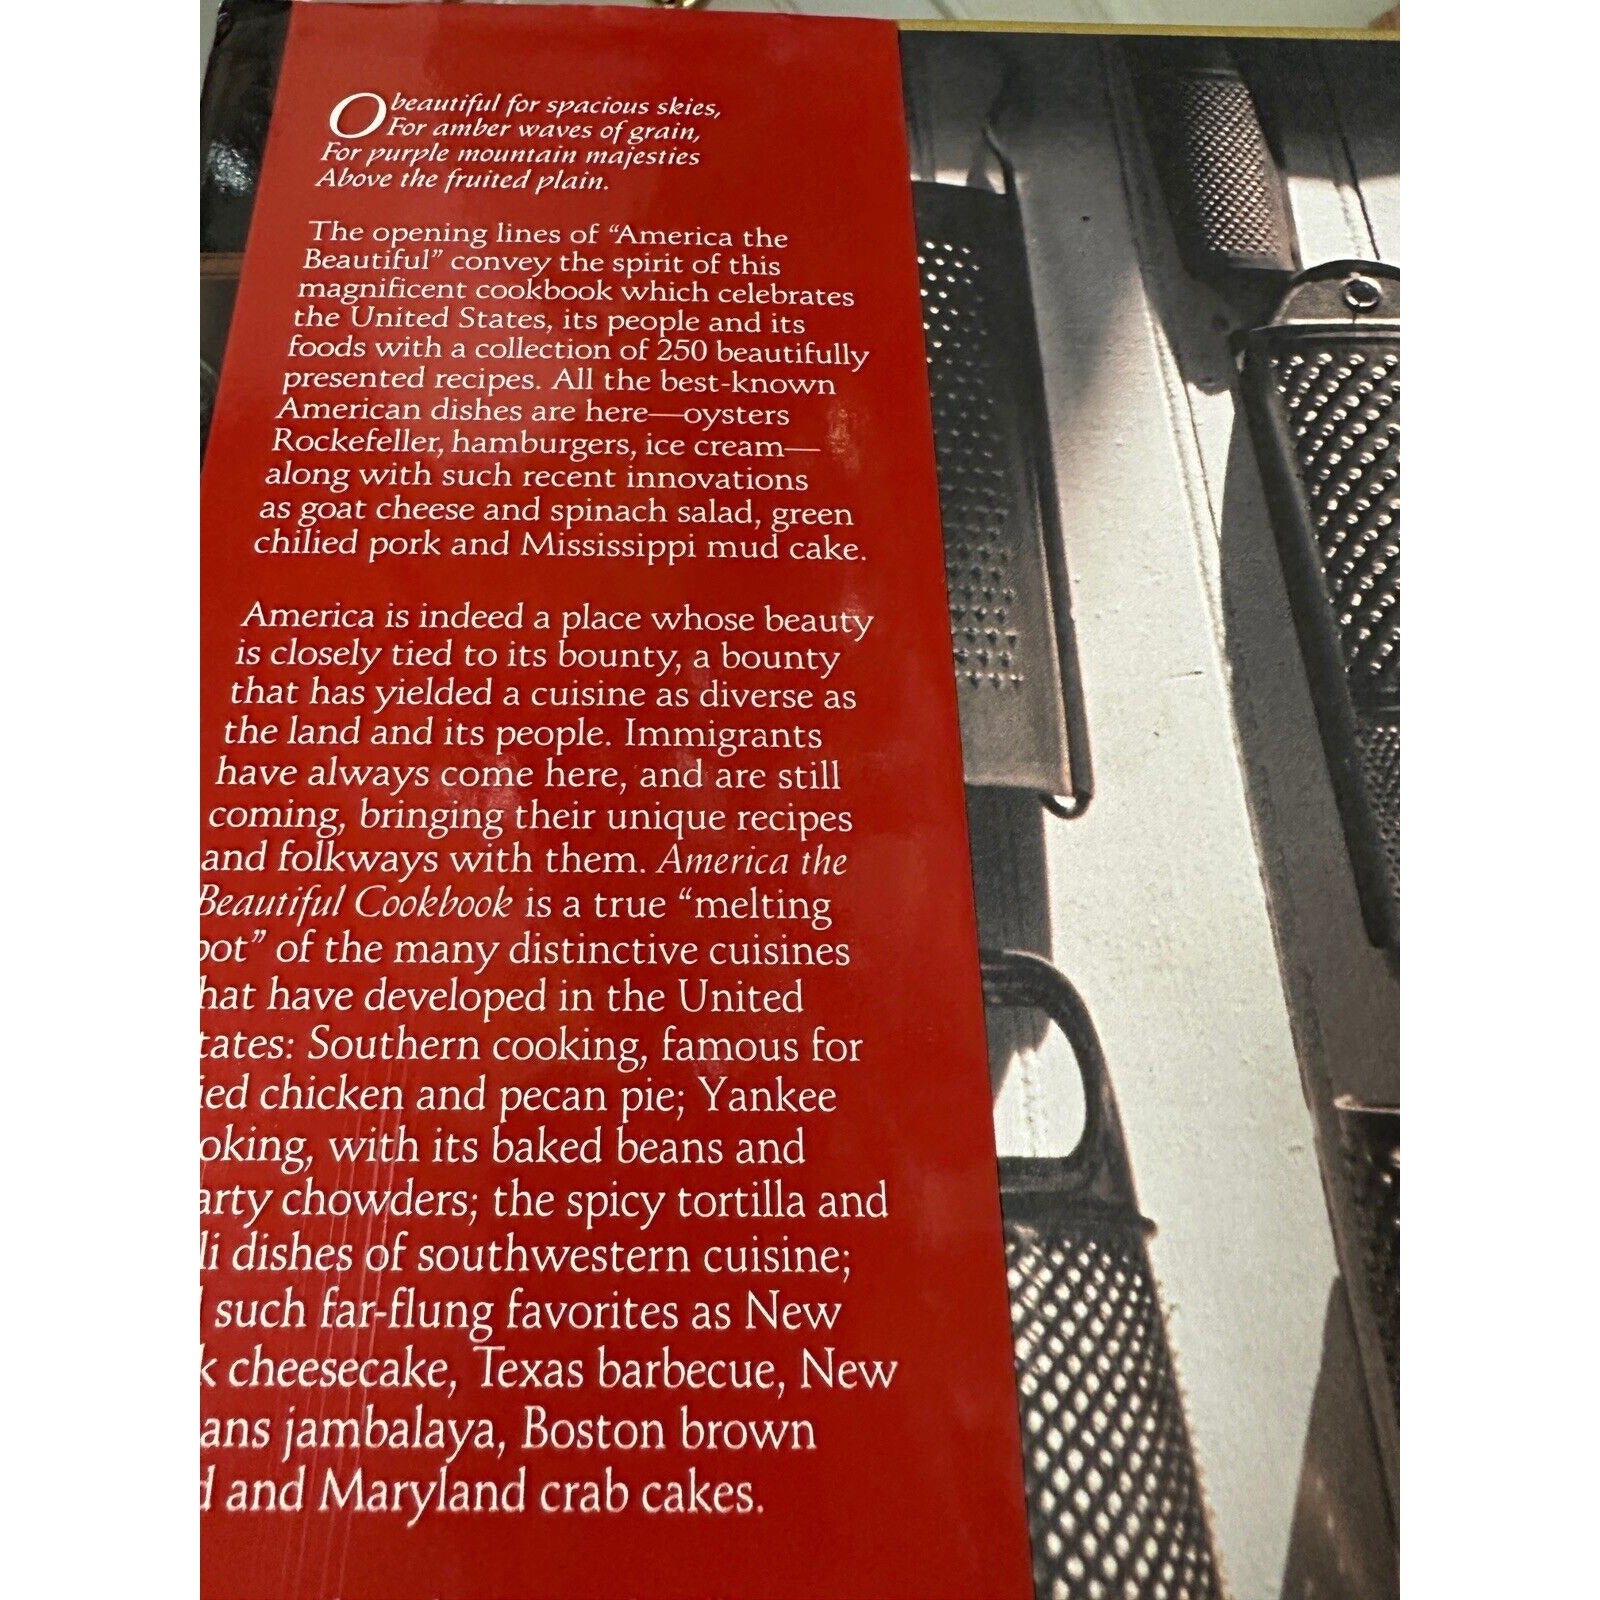 O beautiful for spacious skies,
For amber waves of grain,
For purple mountain majesties
Above the fruited plain.
The opening lines of “America the
Beautiful” convey the spirit of this
magnificent cookbook which celebrates
the United States, its people and its
foods with a collection of 250 beautifully
presented recipes. All the best-known
American dishes are here—oysters
Rockefeller, hamburgers, ice cream—
along with such recent innovations
as goat cheese and spinach salad, green
chilied pork and Mississippi mud cake.
America is indeed a place whose beauty
is closely tied to its bounty, a bounty
that has yielded a cuisine as diverse as
the land and its people. Immigrants
have always come here, and are still
coming, bringing their unique recipes
and folkways with them. America the
Beautiful Cookbook is a true “melting
pot” of the many distinctive cuisines
hat have developed in the United
tates: Southern cooking, famous for
ied chicken and pecan pie; Yankee
oking, with its baked beans and
arty chowders; the spicy tortilla and
li dishes of southwestern cuisine;
such far-flung favorites as New
k cheesecake, Texas barbecue, New
ans jambalaya, Boston brown
d and Maryland crab cakes.